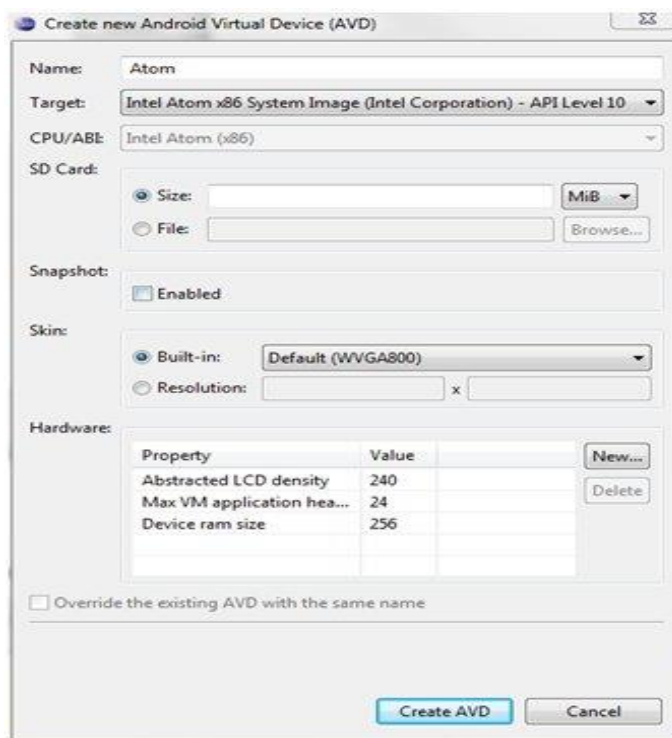 Create new Android Virtual Device (AVD)
Name: Atom
Target: Intel Atom x86 System Image (Intel Corporation) - API Level 10
CPU/ABI: Intel Atom (x86)
SD Card:
Size: MiB
File: Browse...
Snapshot:
Enabled
Skin:
Built-in: Default (WVGA800)
Resolution: x
Hardware:
Property Value New...
Abstracted LCD density 240 Delete
Max VM application hea... 24
Device ram size 256
Override the existing AVD with the same name
Create AVD Cancel